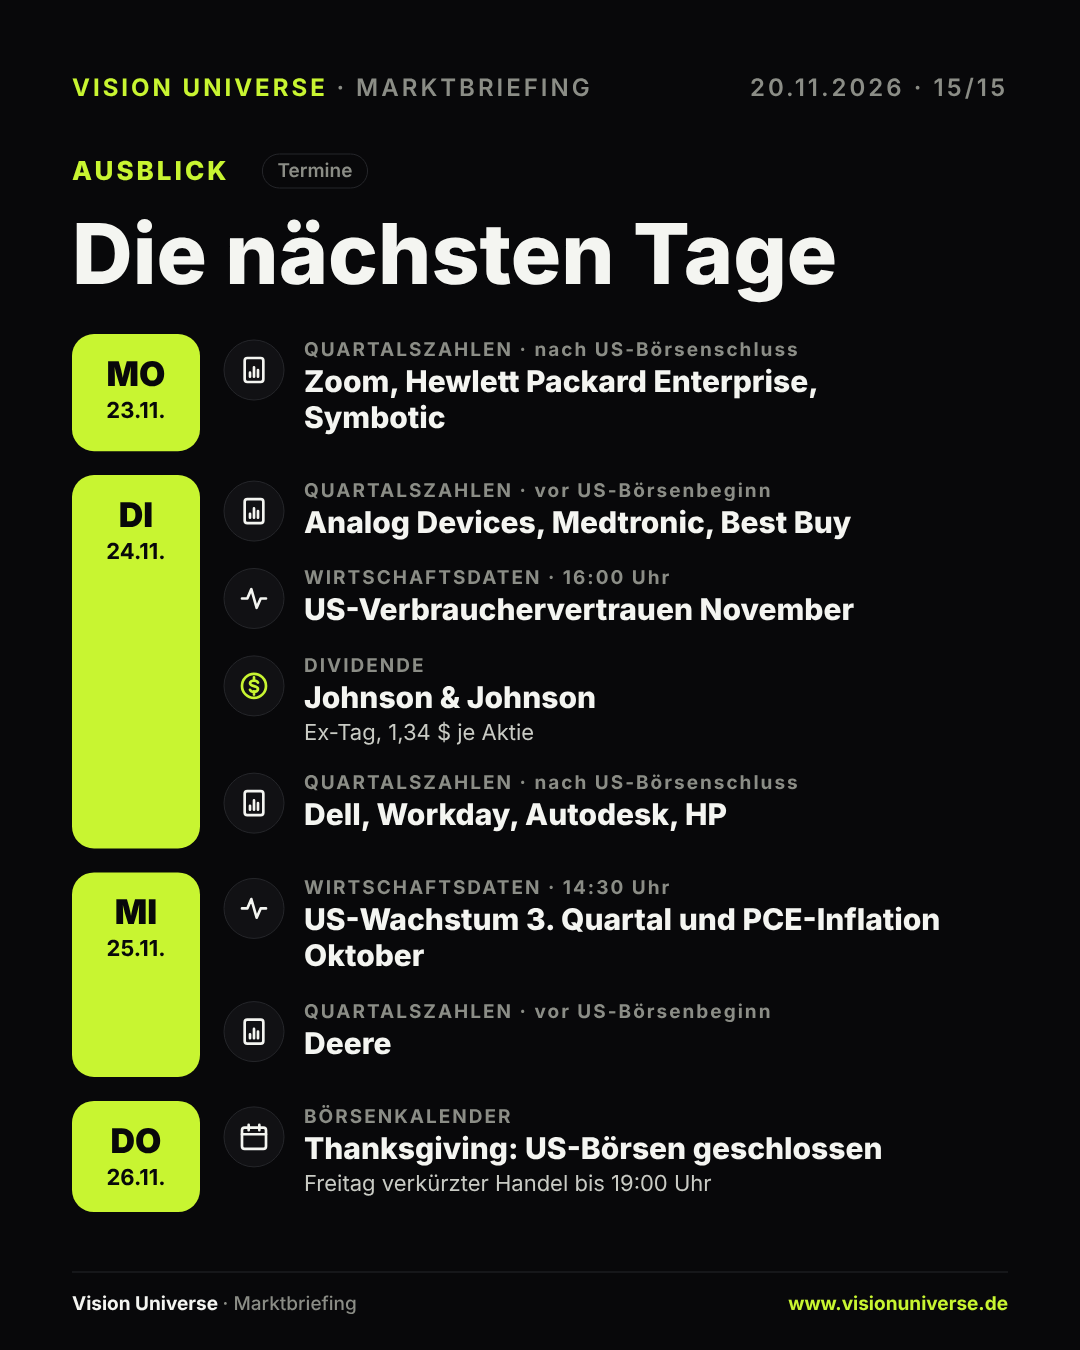 VISION UNIVERSE · MARKTBRIEFING
20.11.2026 · 15/15
AUSBLICK
Termine
Die nächsten Tage
MO
23.11.
QUARTALSZAHLEN · nach US-Börsenschluss
Zoom, Hewlett Packard Enterprise,
Symbotic
DI
24.11.
QUARTALSZAHLEN · vor US-Börsenbeginn
Analog Devices, Medtronic, Best Buy
WIRTSCHAFTSDATEN · 16:00 Uhr
US-Verbrauchervertrauen November
DIVIDENDE
Johnson & Johnson
Ex-Tag, 1,34 $ je Aktie
QUARTALSZAHLEN · nach US-Börsenschluss
Dell, Workday, Autodesk, HP
MI
25.11.
WIRTSCHAFTSDATEN · 14:30 Uhr
US-Wachstum 3. Quartal und PCE-Inflation
Oktober
QUARTALSZAHLEN · vor US-Börsenbeginn
Deere
DO
26.11.
BÖRSENKALENDER
Thanksgiving: US-Börsen geschlossen
Freitag verkürzter Handel bis 19:00 Uhr
Vision Universe · Marktbriefing
www.visionuniverse.de